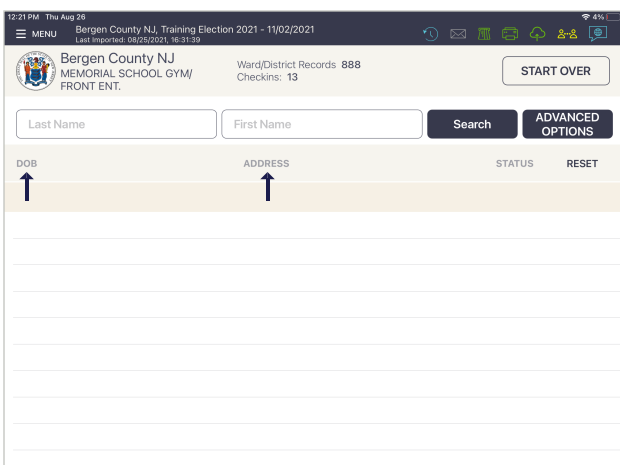 12:21 PM Thu Aug 26
4%
MENU
Bergen County NJ, Training Election 2021 - 11/02/2021
Last Imported: 08/25/2021, 16:31:39
Bergen County NJ
MEMORIAL SCHOOL GYM/
FRONT ENT.
Ward/District Records 888
Checkins: 13
START OVER
Last Name
First Name
Search
ADVANCED
OPTIONS
DOB
ADDRESS
STATUS
RESET